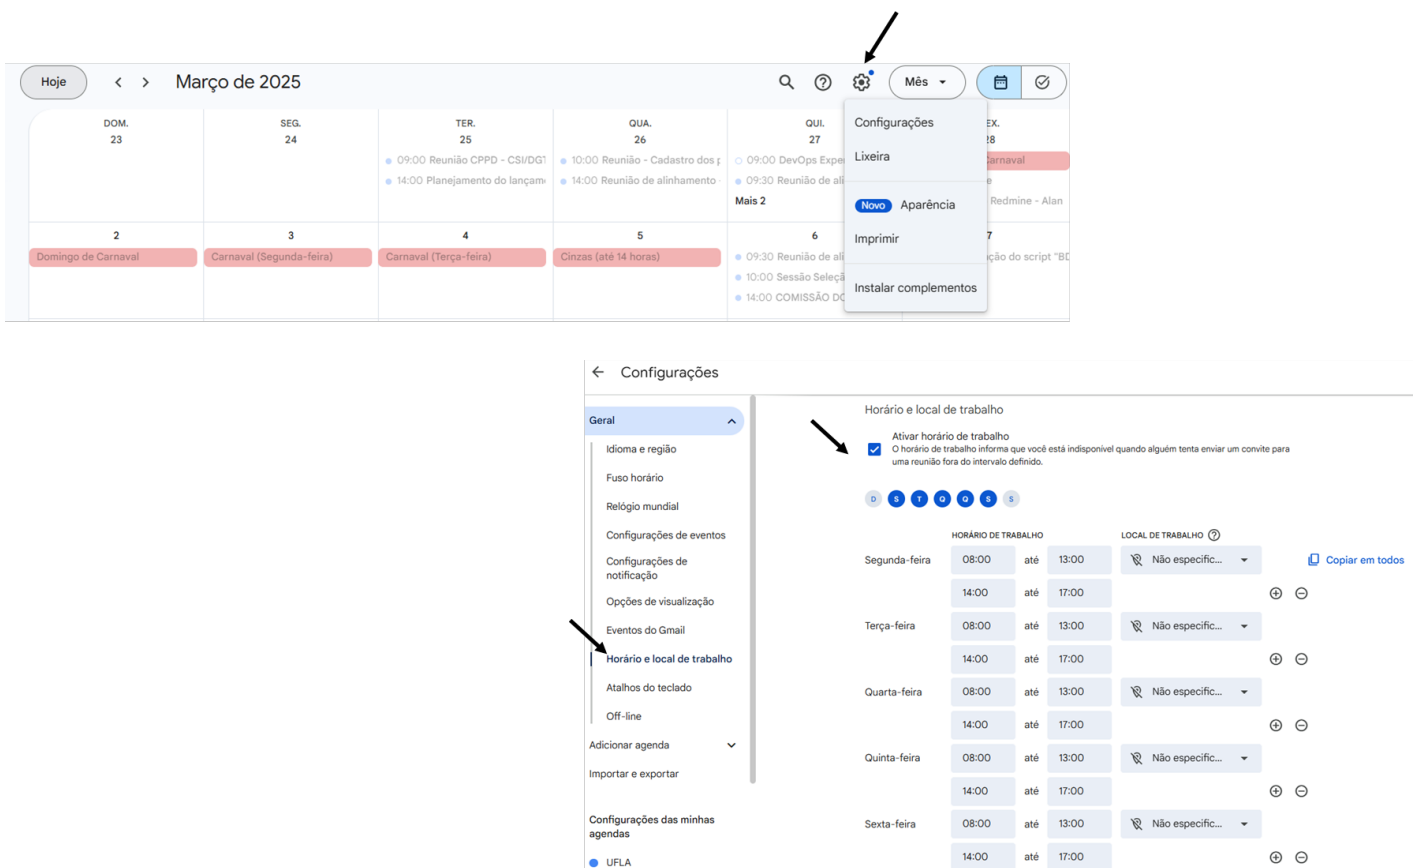 Hoje
Março de 2025
Mês
DOM.
SEG.
TER.
QUA.
QUI.
EX.
23
24
25
26
27
28
09:00 Reunião CPPD - CSI/DGT
10:00 Reunião - Cadastro dos p
09:00 DevOps Expe
Carnaval
14:00 Planejamento do lançam
14:00 Reunião de alinhamento
09:30 Reunião de ali
e
Mais 2
Redmine - Alan
2
3
4
5
6
7
Domingo de Carnaval
Carnaval (Segunda-feira)
Carnaval (Terça-feira)
Cinzas (até 14 horas)
09:30 Reunião de ali
ção do script "BD
10:00 Sessão Seleçã
14:00 COMISSÃO DO
Configurações
Lixeira
Novo Aparência
Imprimir
Instalar complementos
Configurações
Geral
Idioma e região
Fuso horário
Relógio mundial
Configurações de eventos
Configurações de
notificação
Opções de visualização
Eventos do Gmail
Horário e local de trabalho
Atalhos do teclado
Off-line
Adicionar agenda
Importar e exportar
Configurações das minhas
agendas
UFLA
Horário e local de trabalho
Ativar horário de trabalho
O horário de trabalho informa que você está indisponível quando alguém tenta enviar um convite para
uma reunião fora do intervalo definido.
D S T Q Q S S
HORÁRIO DE TRABALHO LOCAL DE TRABALHO
Segunda-feira 08:00 até 13:00 Não especific... Copiar em todos
14:00 até 17:00
Terça-feira 08:00 até 13:00 Não especific...
14:00 até 17:00
Quarta-feira 08:00 até 13:00 Não especific...
14:00 até 17:00
Quinta-feira 08:00 até 13:00 Não especific...
14:00 até 17:00
Sexta-feira 08:00 até 13:00 Não especific...
14:00 até 17:00